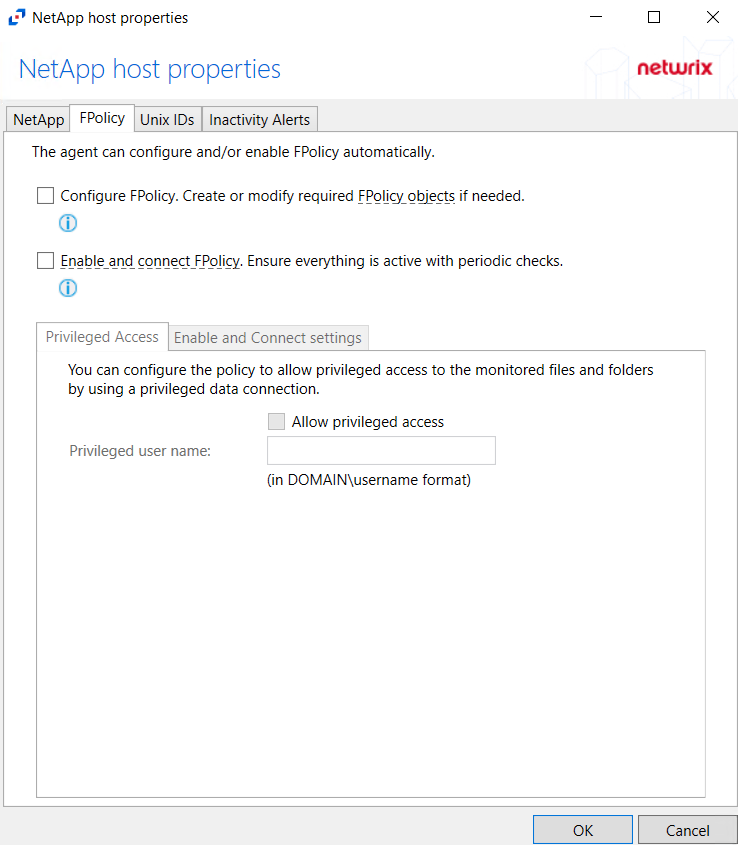 NetApp host properties
NetApp host properties
netwrix
NetApp
FPolicy
Unix IDs
Inactivity Alerts
The agent can configure and/or enable FPolicy automatically.
Configure FPolicy. Create or modify required FPolicy objects if needed.
Enable and connect FPolicy. Ensure everything is active with periodic checks.
Privileged Access
Enable and Connect settings
You can configure the policy to allow privileged access to the monitored files and folders
by using a privileged data connection.
Allow privileged access
Privileged user name:
(in DOMAIN\username format)
OK
Cancel